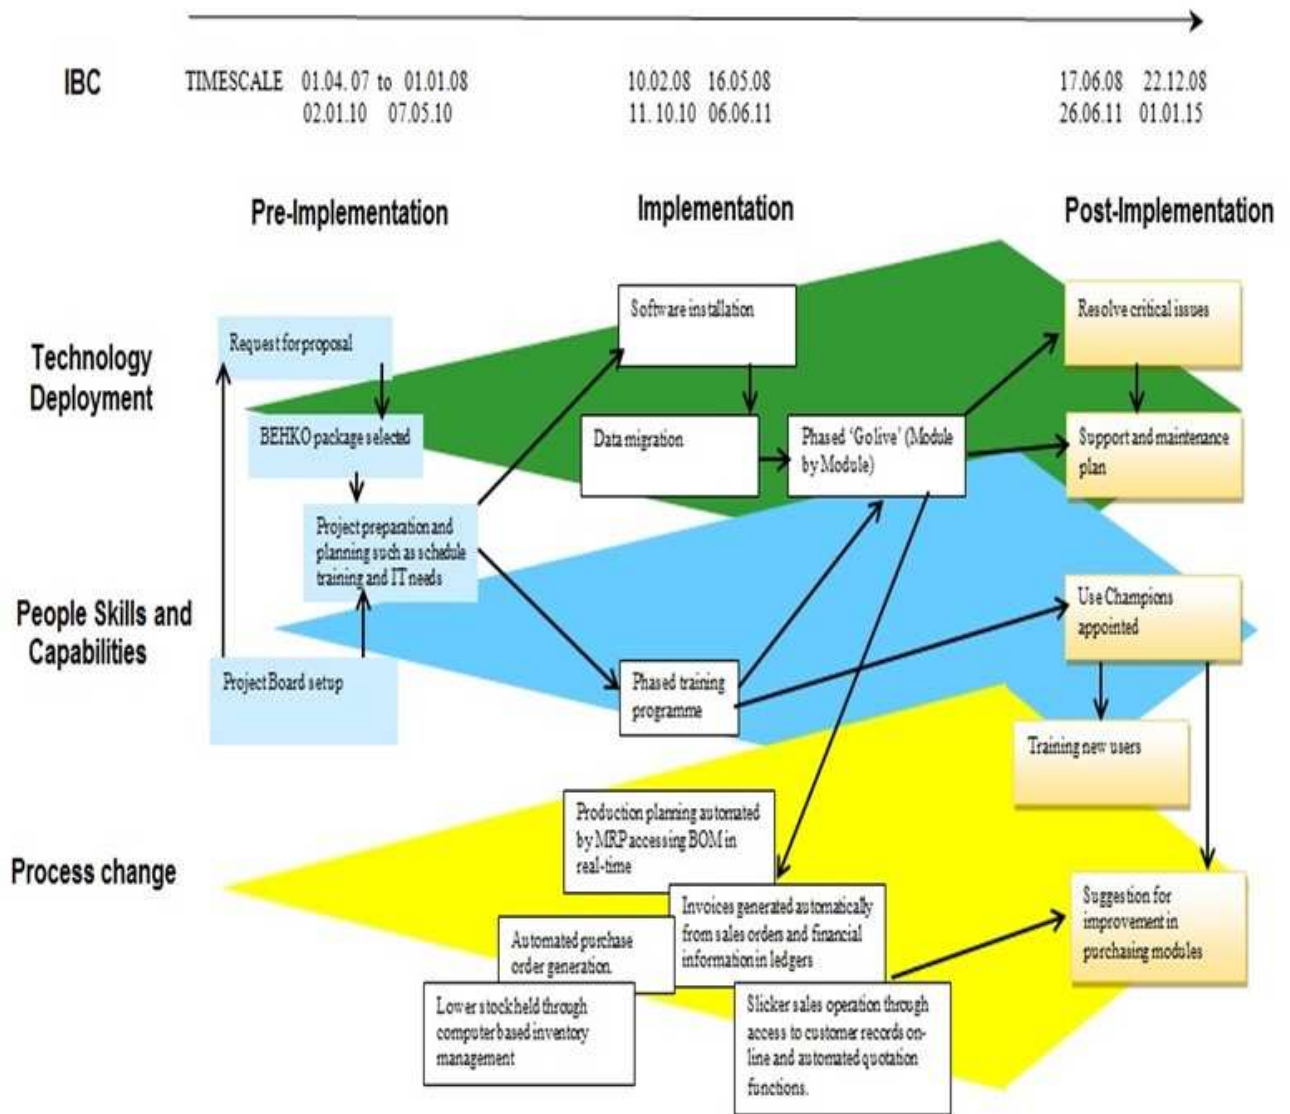 IBC
TIMESCALE 01.04.07 to 01.01.08
02.01.10 07.05.10
10.02.08 16.05.08
11.10.10 06.06.11
17.06.08 22.12.08
26.06.11 01.01.15
Pre-Implementation
Implementation
Post-Implementation
Technology
Deployment
Request for proposal
BEHKO package selected
Project preparation and
planning such as schedule
training and IT needs
Software installation
Data migration
Phased ‘Go live’ (Module
by Module)
Resolve critical issues
Support and maintenance
plan
People Skills and
Capabilities
Project Board setup
Phased training
programme
Use Champions
appointed
Training new users
Process change
Production planning automated
by MRP accessing BOM in
real-time
Invoices generated automatically
from sales orders and financial
information in ledgers
Automated purchase
order generation.
Lower stock held through
computer based inventory
management
Slicker sales operation through
access to customer records on-
line and automated quotation
functions.
Suggestion for
improvement in
purchasing modules